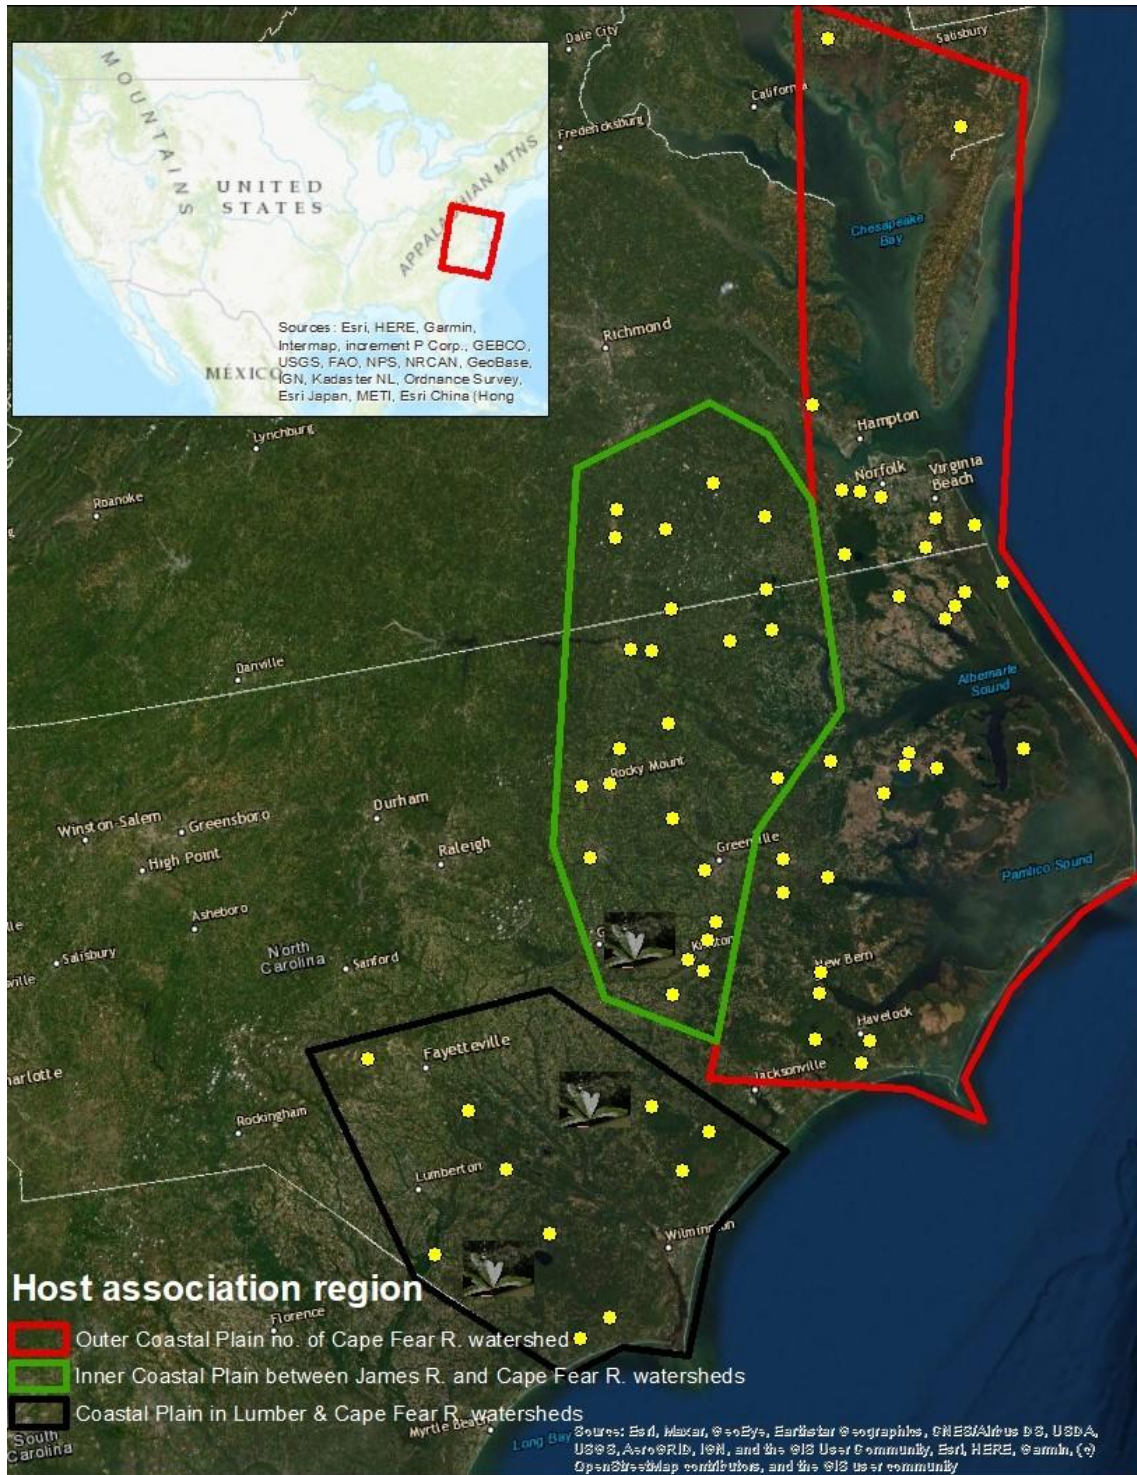 Dale City
Salisbury
California
Fredericksburg
MOUNTAINS
UNITED
STATES
APPALACHIAN MTNS
MÉXICO
Sources: Esri, HERE, Garmin,
Intermap, increment P Corp., GEBCO,
USGS, FAO, NPS, NRCAN, GeoBase,
IGN, Kadaster NL, Ordnance Survey,
Esri Japan, METI, Esri China (Hong
Chesapeake
Bay
Richmond
Hampton
Lynchburg
Norfolk
Virginia
Beach
Roanoke
Danville
Albemarle
Sound
Rocky Mount
Durham
Winston-Salem
Greensboro
High Point
Raleigh
Greenville
Pamlico Sound
Asheboro
North
Carolina
Salisbury
Sanford
New Bern
Havelock
Fayetteville
Jacksonville
harlotte
Rockingham
Lumberton
Wilmington
Host association region
Florence
Outer Coastal Plain no. of Cape Fear R. watershed
Inner Coastal Plain between James R. and Cape Fear R. watersheds
Coastal Plain in Lumber & Cape Fear R. watersheds
Myrtle Beach
South
Carolina
Long Bay
Source: Esri, Maxar, GeoEye, Earthstar Geographics, CNES/Airbus DS, USDA,
USGS, AeroGRID, IGN, and the GIS User Community, Esri, HERE, Garmin, (c)
OpenStreetMap contributors, and the GIS user community